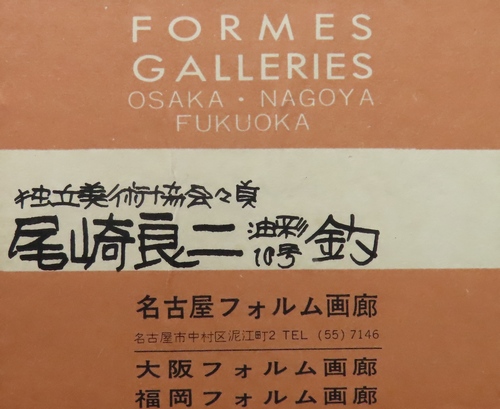 FORMES
GALLERIES
OSAKA・NAGOYA
FUKUOKA
独立美術協会々員
尾崎良二 油彩10号 釣
名古屋フォルム画廊
名古屋市中村区泥江町2 TEL (55) 7146
大阪フォルム画廊
福岡フォルム画廊